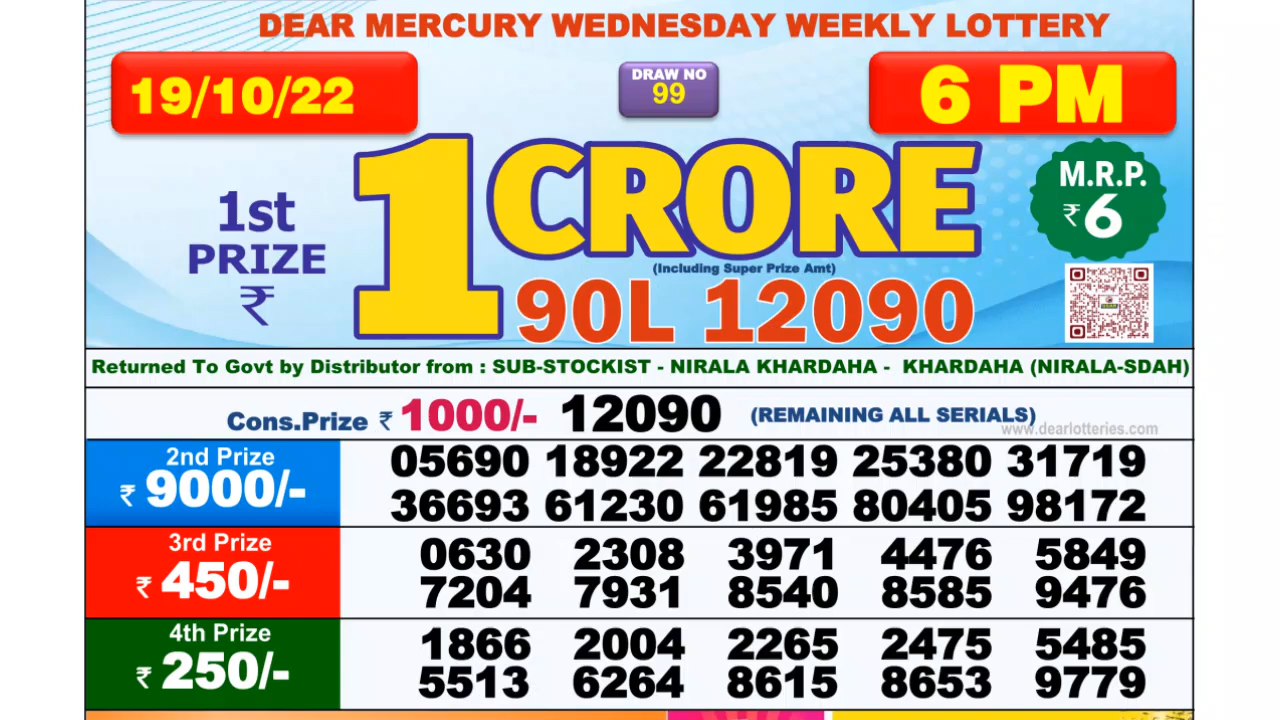 DEAR MERCURY WEDNESDAY WEEKLY LOTTERY
19/10/22
DRAW NO
99
6 PM
1st
PRIZE
₹
1 CRORE
(Including Super Prize Amt)
90L 12090
M.R.P.
₹ 6
Returned To Govt by Distributor from : SUB-STOCKIST - NIRALA KHARDAHA - KHARDAHA (NIRALA-SDAH)
Cons.Prize ₹ 1000/- 12090 (REMAINING ALL SERIALS)
www.dearlotteries.com
2nd Prize
₹ 9000/-
05690 18922 22819 25380 31719
36693 61230 61985 80405 98172
3rd Prize
₹ 450/-
0630 2308 3971 4476 5849
7204 7931 8540 8585 9476
4th Prize
₹ 250/-
1866 2004 2265 2475 5485
5513 6264 8615 8653 9779